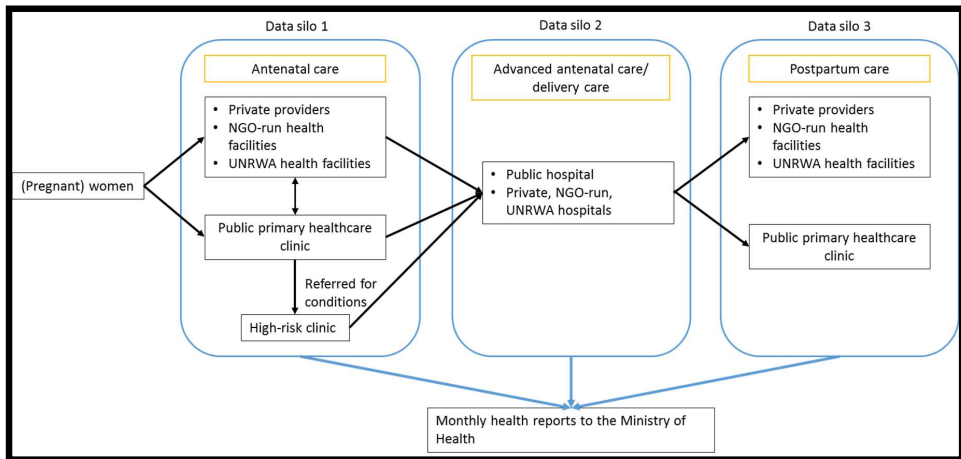 Data silo 1
Data silo 2
Data silo 3
Antenatal care
Advanced antenatal care/
delivery care
Postpartum care
(Pregnant) women
• Private providers
• NGO-run health
facilities
• UNRWA health facilities
Public primary healthcare
clinic
Referred for
conditions
High-risk clinic
• Public hospital
• Private, NGO-run,
UNRWA hospitals
• Private providers
• NGO-run health
facilities
• UNRWA health facilities
Public primary healthcare
clinic
Monthly health reports to the Ministry of
Health